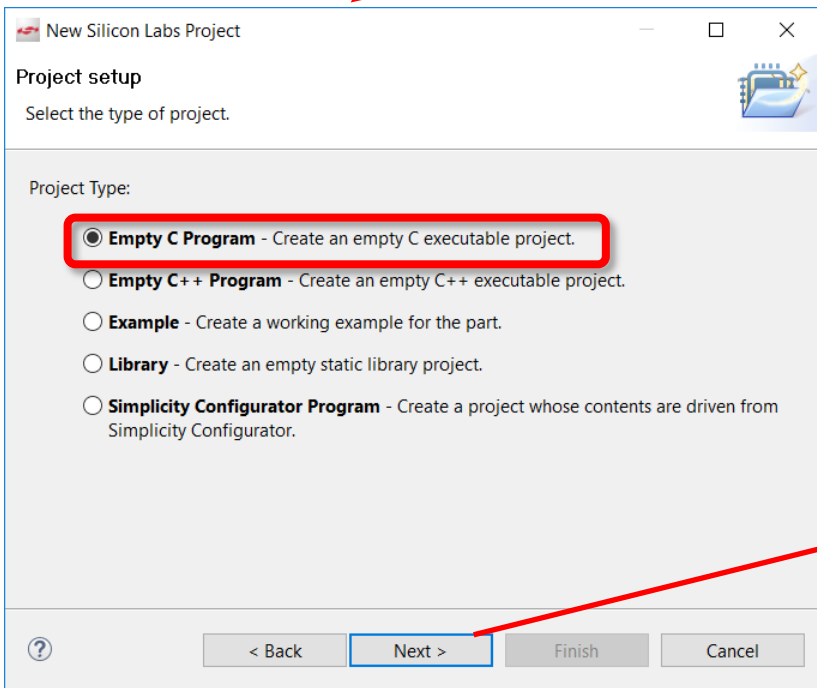 New Silicon Labs Project
Project setup
Select the type of project.
Project Type:
Empty C Program - Create an empty C executable project.
Empty C++ Program - Create an empty C++ executable project.
Example - Create a working example for the part.
Library - Create an empty static library project.
Simplicity Configurator Program - Create a project whose contents are driven from
Simplicity Configurator.
? < Back Next > Finish Cancel